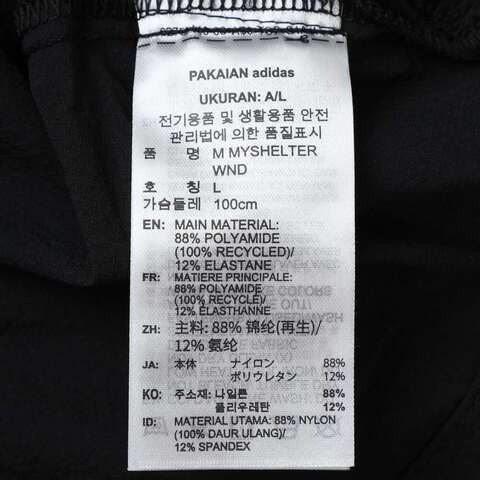 PAKAIAN adidas
UKURAN: A/L
전기용품 및 생활용품 안전
관리법에 의한 품질표시
품 명 M MYSHELTER
WND
호 칭 L
가슴둘레 100cm
EN: MAIN MATERIAL:
88% POLYAMIDE
(100% RECYCLED)/
12% ELASTANE
FR: MATIERE PRINCIPALE:
88% POLYAMIDE
(100% RECYCLE)/
12% ÉLASTHANNE
ZH: 主料: 88% 锦纶(再生)/
12% 氨纶
JA: 本体 ナイロン 88%
ポリウレタン 12%
KO: 주소재: 나일론 88%
폴리우레탄 12%
ID: MATERIAL UTAMA: 88% NYLON
(100% DAUR ULANG)/
12% SPANDEX